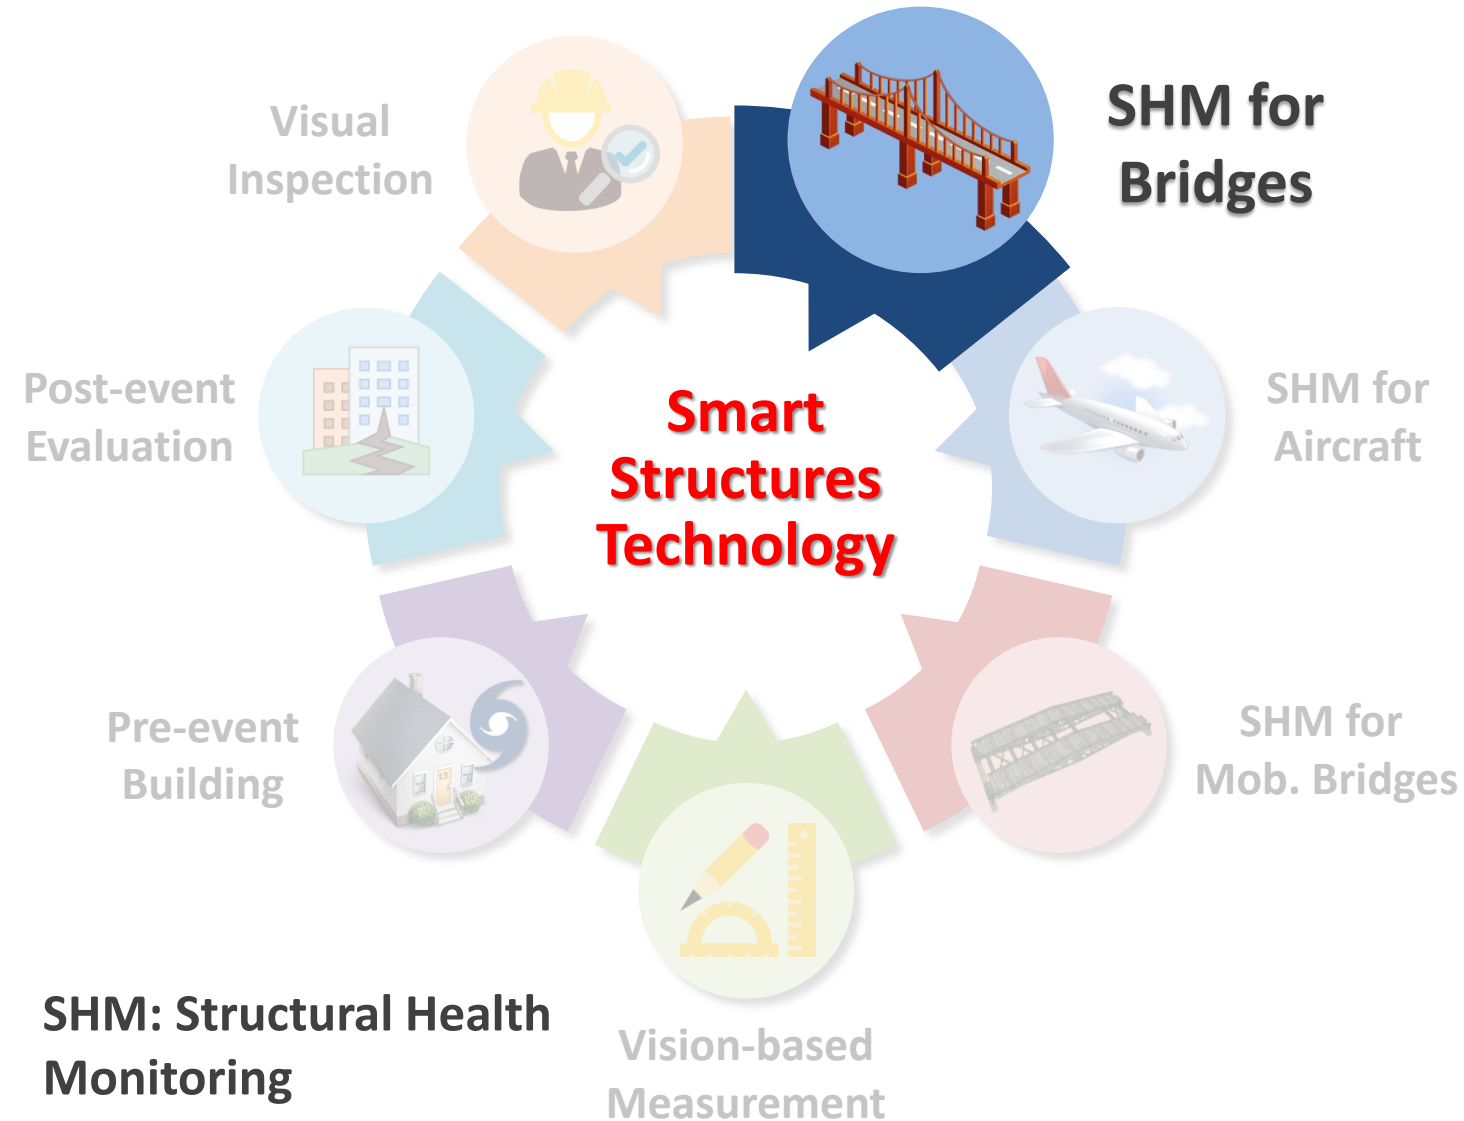 SHM for
Bridges
Visual
Inspection
Post-event
Evaluation
Smart
Structures
Technology
SHM for
Aircraft
Pre-event
Building
SHM for
Mob. Bridges
13
SHM: Structural Health
Monitoring
Vision-based
Measurement